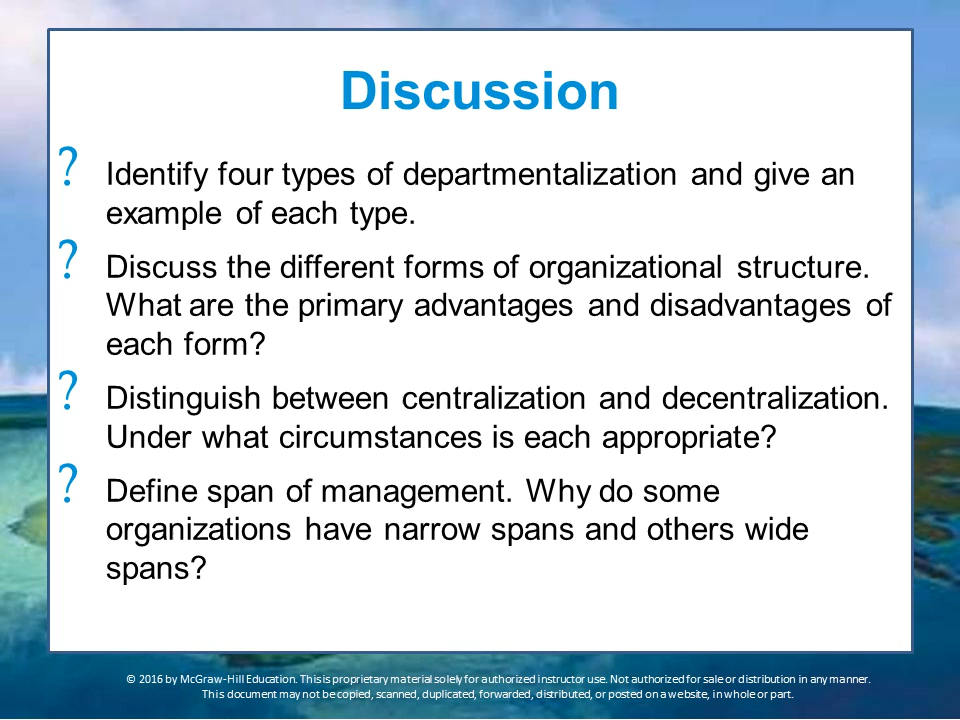 Discussion
? Identify four types of departmentalization and give an
example of each type.
? Discuss the different forms of organizational structure.
What are the primary advantages and disadvantages of
each form?
? Distinguish between centralization and decentralization.
Under what circumstances is each appropriate?
? Define span of management. Why do some
organizations have narrow spans and others wide
spans?
© 2016 by McGraw-Hill Education. This is proprietary material solely for authorized instructor use. Not authorized for sale or distribution in any manner.
This document may not be copied, scanned, duplicated, forwarded, distributed, or posted on a website, in whole or part.